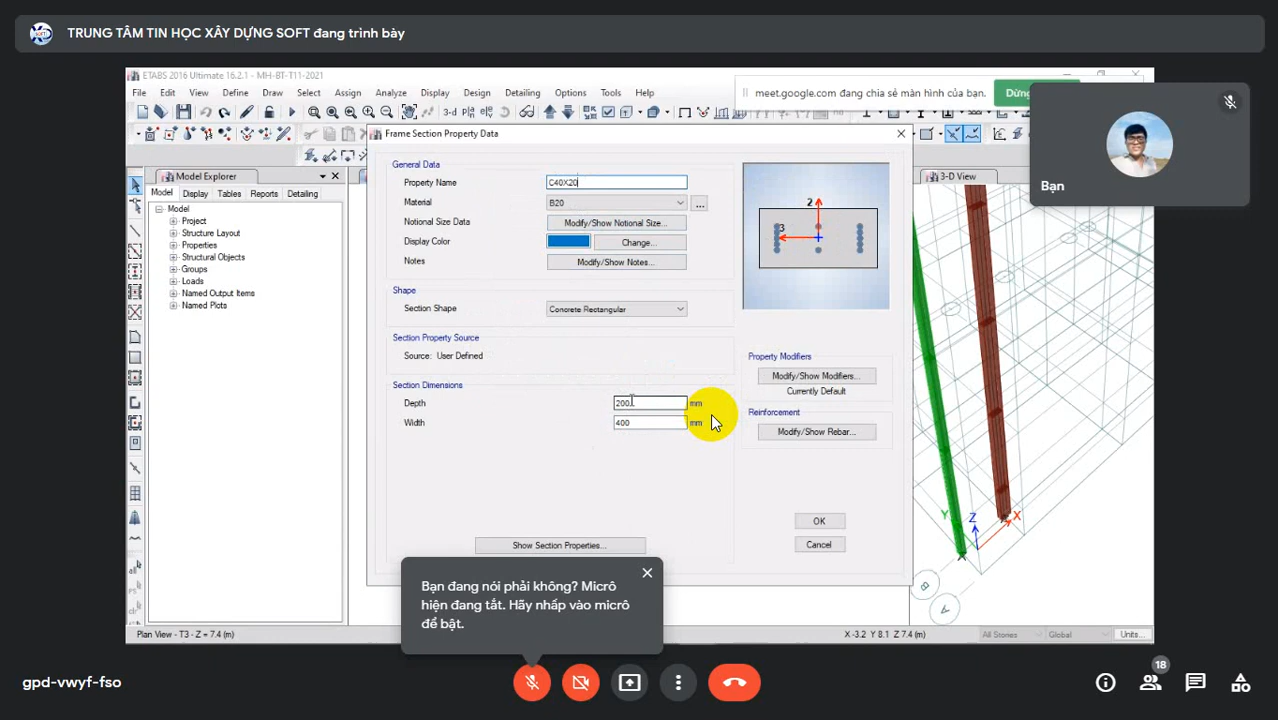 TRUNG TÂM TIN HỌC XÂY DỰNG SOFT đang trình bày
ETABS 2016 Ultimate 16.2.1 - MH-BT-T11-2021
File Edit View Define Draw Select Assign Analyze Display Design Detailing Options Tools Help
meet.google.com đang chia sẻ màn hình của bạn.
Dừng
Bạn
Frame Section Property Data
Model Explorer
Model Display Tables Reports Detailing
Model
Project
Structure Layout
Properties
Structural Objects
Groups
Loads
Named Output Items
Named Plots
General Data
Property Name C40X20
Material B20 ...
Notional Size Data Modify/Show Notional Size...
Display Color Change...
Notes Modify/Show Notes...
Shape
Section Shape Concrete Rectangular
Section Property Source
Source: User Defined
Section Dimensions
Depth 200. mm
Width 400 mm
Show Section Properties...
2
3
Property Modifiers
Modify/Show Modifiers...
Currently Default
Reinforcement
Modify/Show Rebar...
OK
Cancel
3-D View
Y Z X
B
A
Plan View - T3 - Z = 7.4 (m)
X -3.2 Y 8.1 Z 7.4 (m)
All Stories Global Units...
Bạn đang nói phải không? Micrô
hiện đang tắt. Hãy nhấp vào micrô
để bật.
gpd-vwyf-fso
18